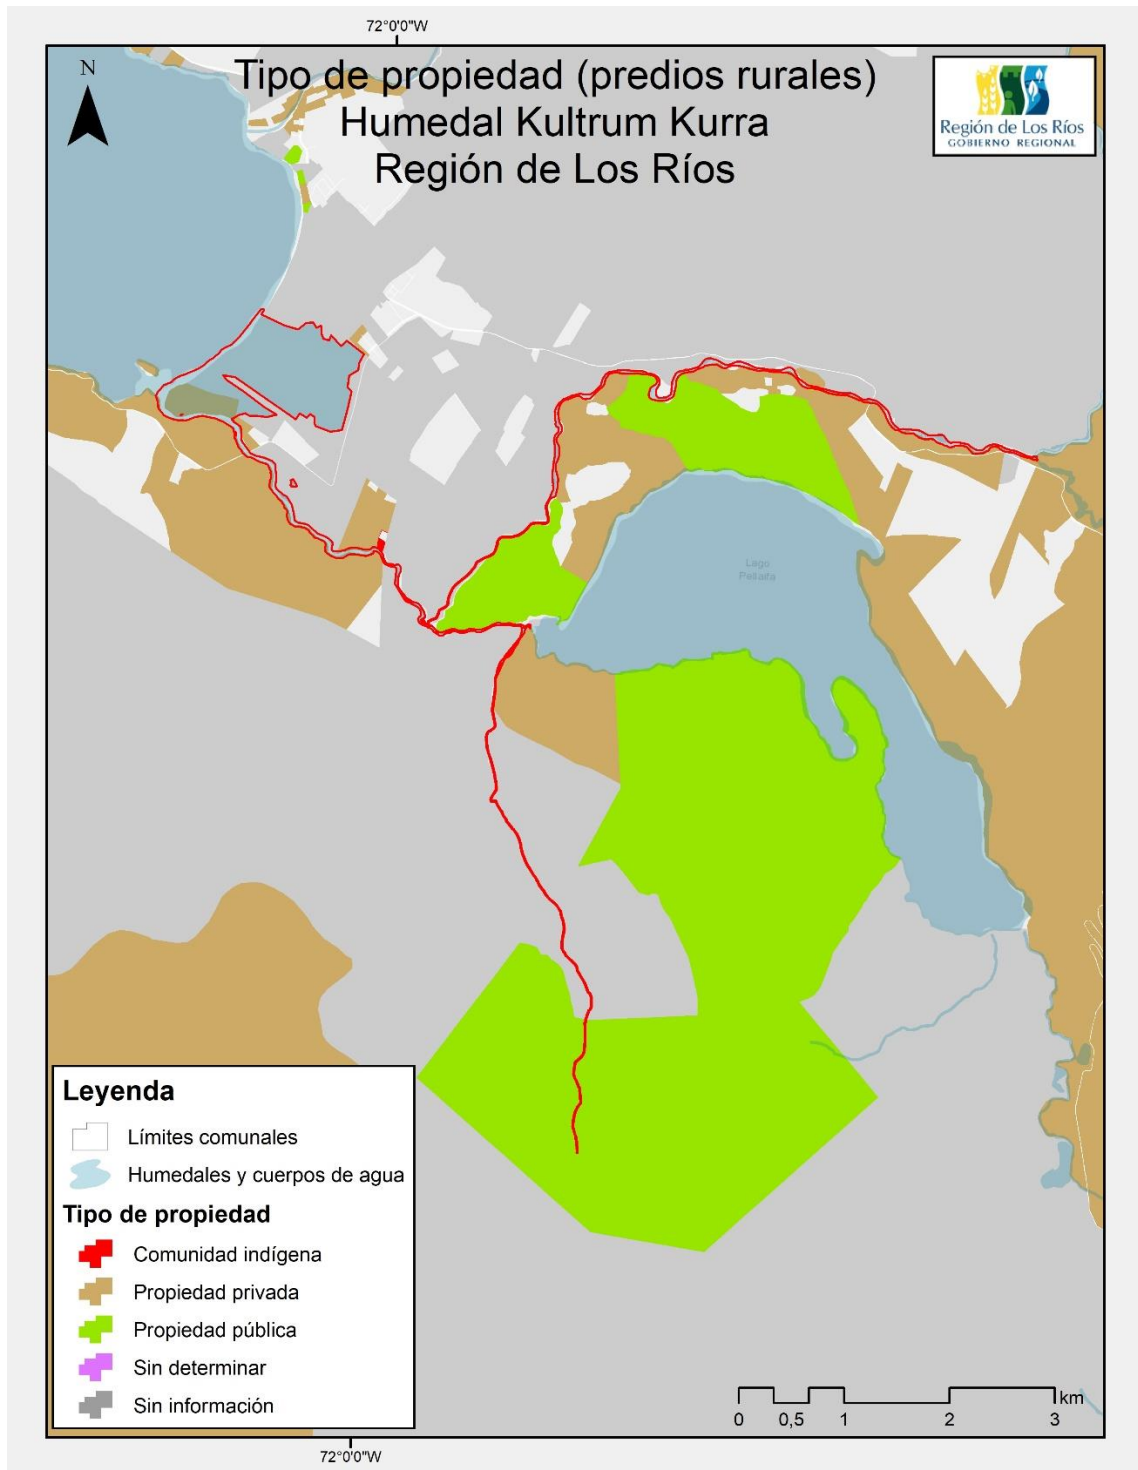 72°0'0"W
N
Tipo de propiedad (predios rurales)
Humedal Kultrum Kurra
Región de Los Ríos
Región de Los Ríos
GOBIERNO REGIONAL
Lago
Pellaifa
Leyenda
Límites comunales
Humedales y cuerpos de agua
Tipo de propiedad
Comunidad indígena
Propiedad privada
Propiedad pública
Sin determinar
Sin información
km
0 0,5 1 2 3
72°0'0"W